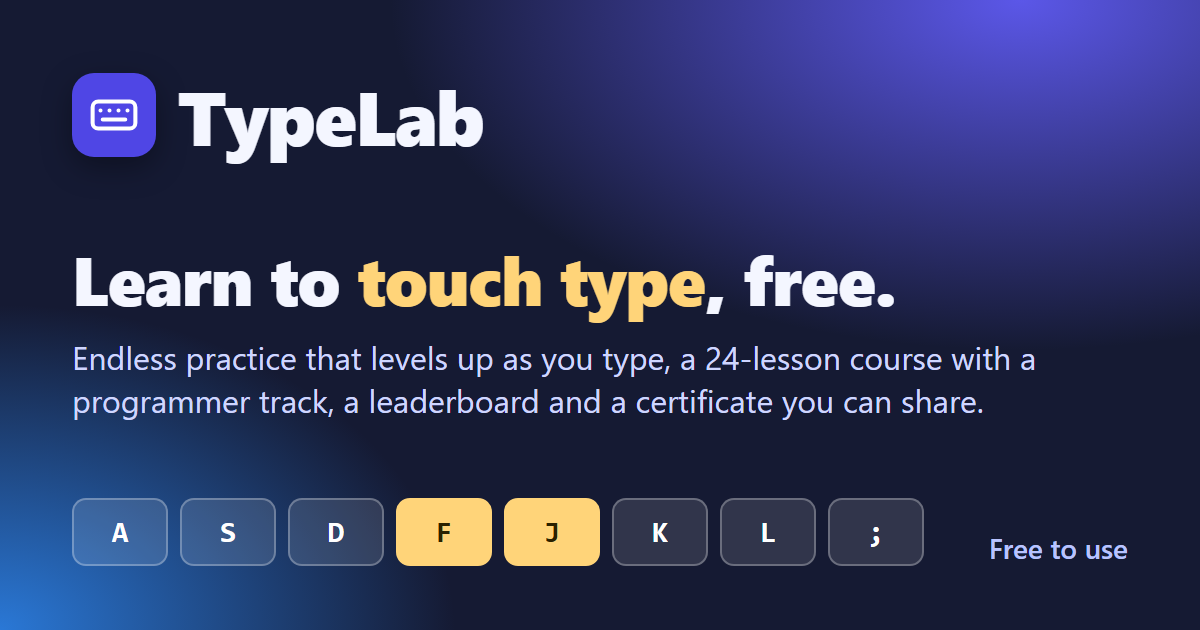 TypeLab
Learn to touch type, free.
Endless practice that levels up as you type, a 24-lesson course with a
programmer track, a leaderboard and a certificate you can share.
A S D F J K L ;
Free to use